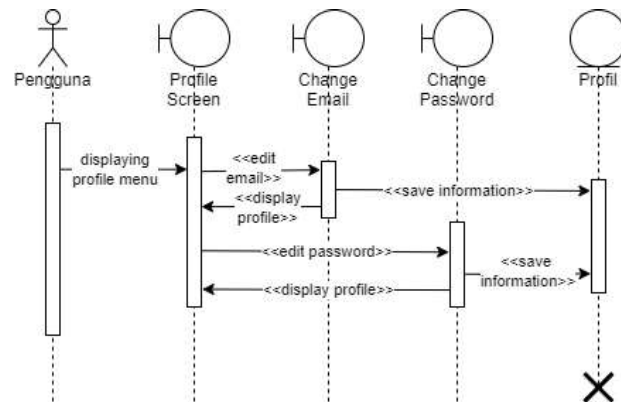 Pengguna
Profile
Screen
Change
Email
Change
Password
Profil
displaying
profile menu
<<edit
email>>
<<save information>>
<<display
profile>>
<<edit password>>
<<save
information>>
<<display profile>>